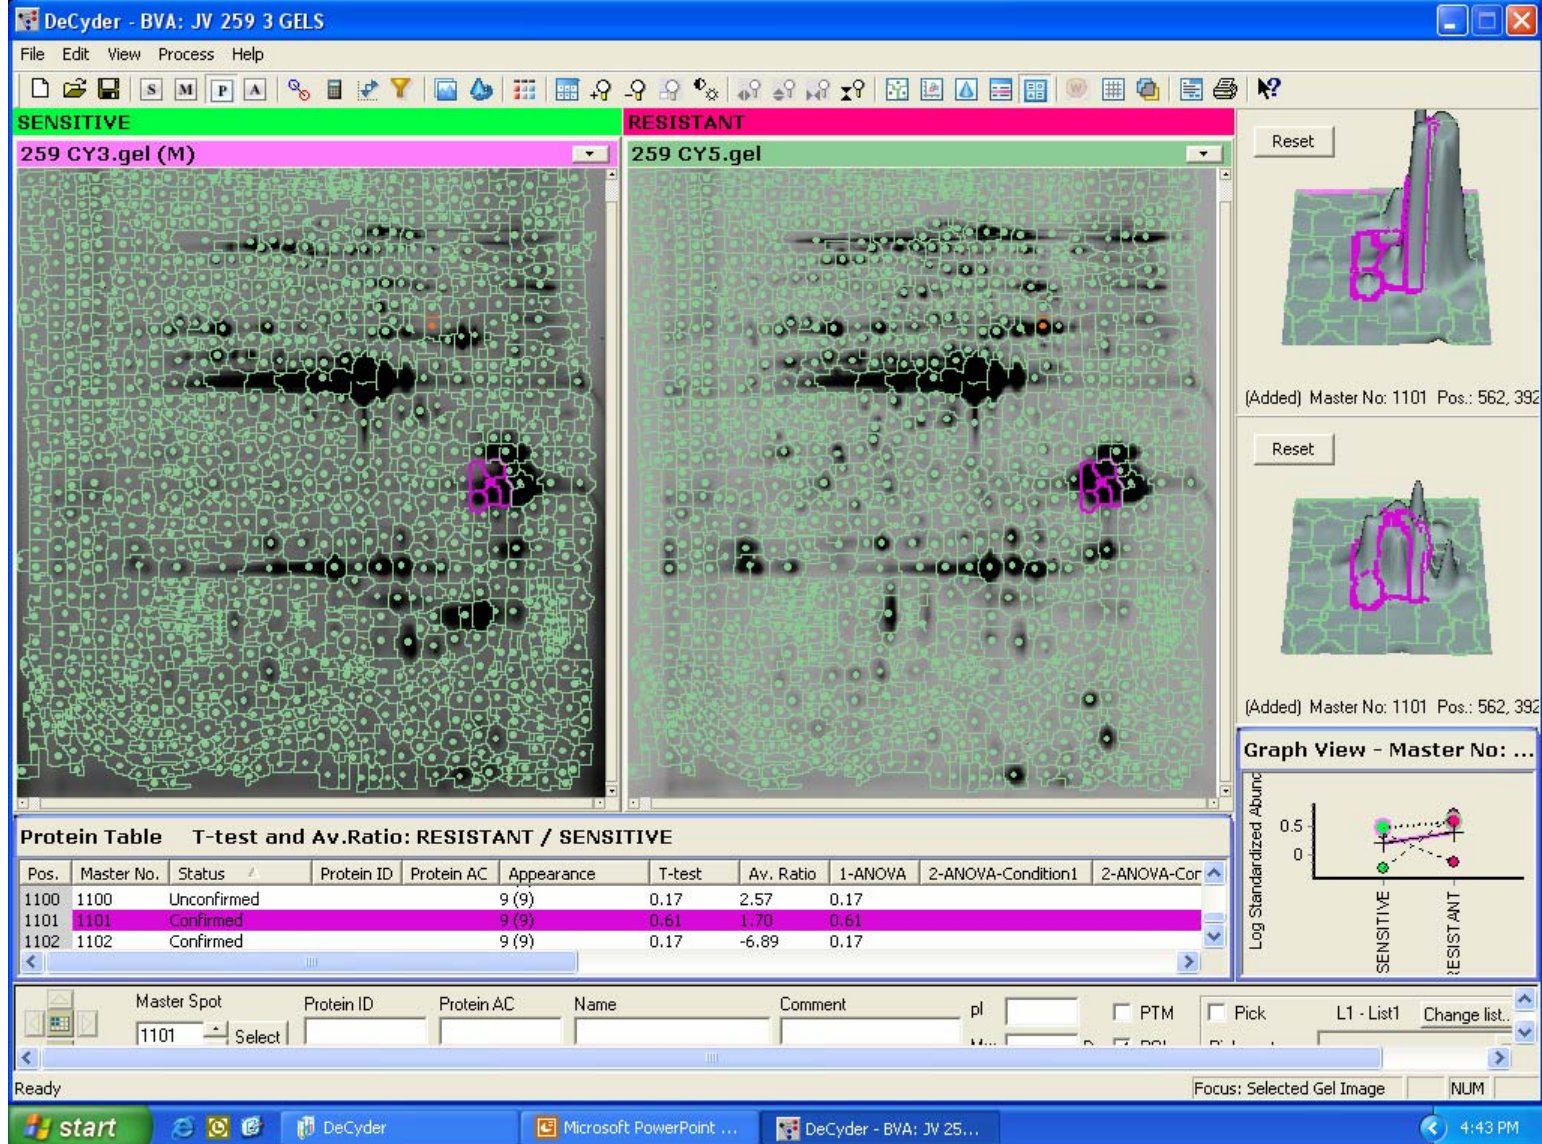 DeCyder - BVA: JV 259 3 GELS
File Edit View Process Help
S M P A
SENSITIVE
RESISTANT
259 CY3.gel (M)
259 CY5.gel
Reset
(Added) Master No: 1101 Pos.: 562, 392
Reset
(Added) Master No: 1101 Pos.: 562, 392
Graph View - Master No: ...
Log Standardized Abunc
0.5
0
SENSITIVE
RESISTANT
Protein Table T-test and Av.Ratio: RESISTANT / SENSITIVE
Pos. Master No. Status Protein ID Protein AC Appearance T-test Av. Ratio 1-ANOVA 2-ANOVA-Condition1 2-ANOVA-Cor
1100 1100 Unconfirmed 9 (9) 0.17 2.57 0.17
1101 1101 Confirmed 9 (9) 0.61 1.70 0.61
1102 1102 Confirmed 9 (9) 0.17 -6.89 0.17
Master Spot Protein ID Protein AC Name Comment pI PTM Pick L1 - List1 Change list..
1101 Select
Ready
Focus: Selected Gel Image NUM
start DeCyder Microsoft PowerPoint ... DeCyder - BVA: JV 25... 4:43 PM